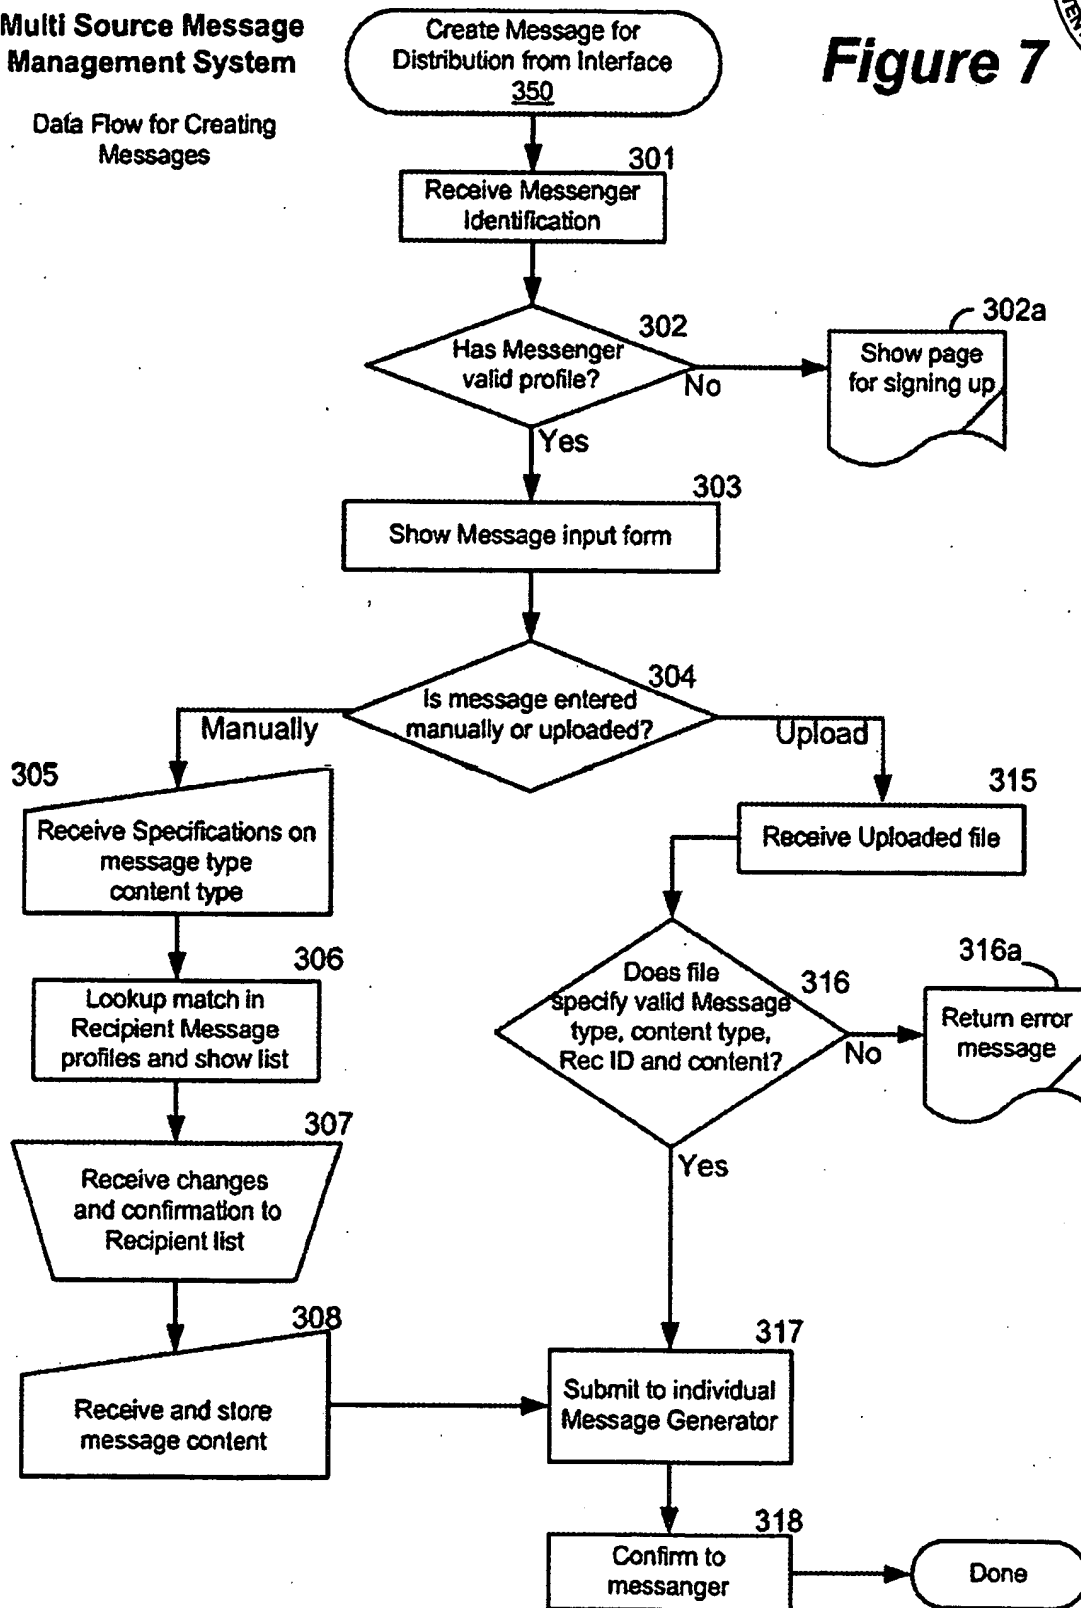 Multi Source Message
Management System
Data Flow for Creating
Messages
Figure 7
Create Message for
Distribution from Interface
350
301
Receive Messenger
Identification
302
Has Messenger
valid profile?
No
302a
Show page
for signing up
Yes
303
Show Message input form
304
Is message entered
manually or uploaded?
Manually
Upload
305
Receive Specifications on
message type
content type
306
Lookup match in
Recipient Message
profiles and show list
307
Receive changes
and confirmation to
Recipient list
308
Receive and store
message content
315
Receive Uploaded file
316
Does file
specify valid Message
type, content type,
Rec ID and content?
No
316a
Return error
message
Yes
317
Submit to individual
Message Generator
318
Confirm to
messanger
Done